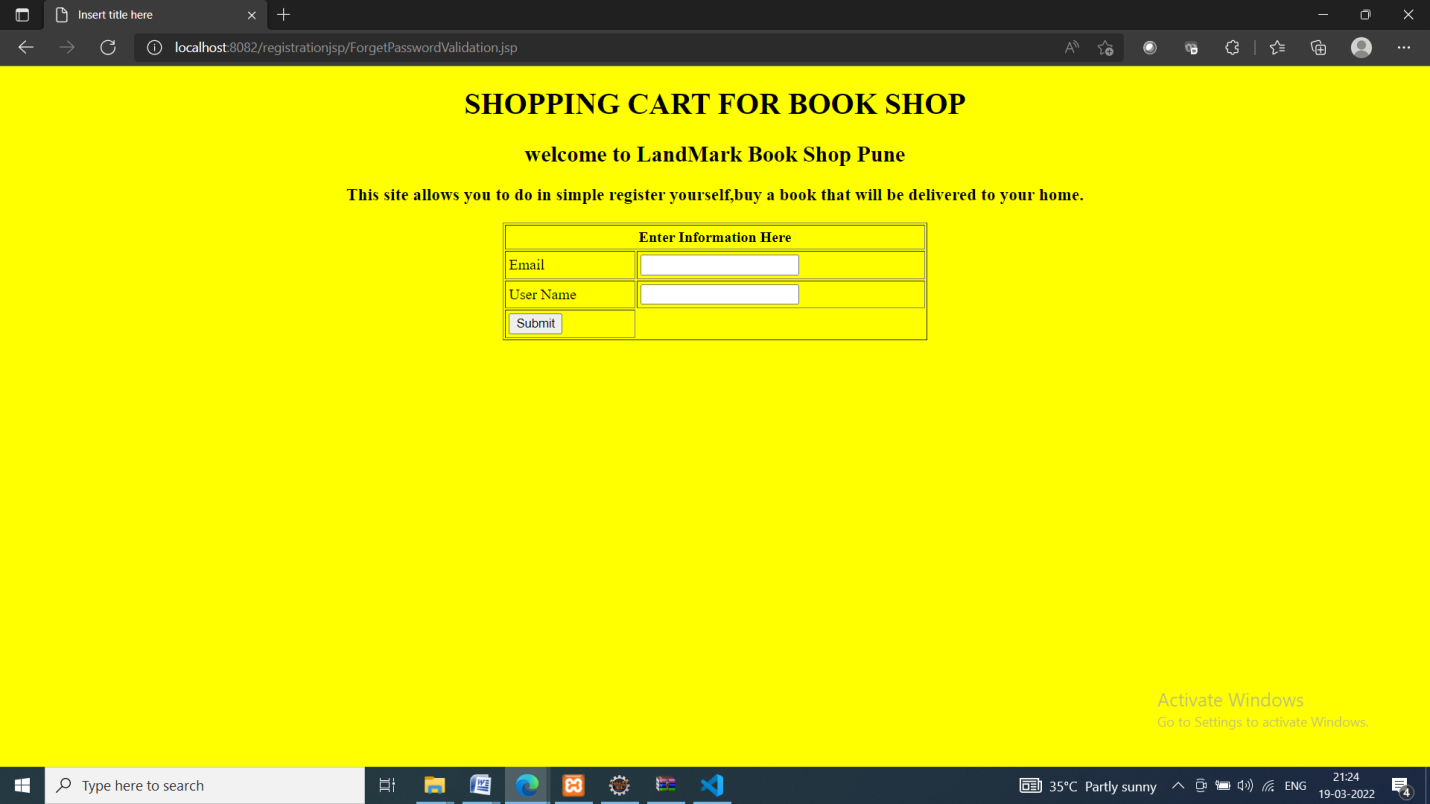 Insert title here
localhost:8082/registrationjsp/ForgetPasswordValidation.jsp
SHOPPING CART FOR BOOK SHOP
welcome to LandMark Book Shop Pune
This site allows you to do in simple register yourself,buy a book that will be delivered to your home.
Enter Information Here
Email
User Name
Submit
Activate Windows
Go to Settings to activate Windows.
Type here to search
35°C Partly sunny
ENG
21:24
19-03-2022
4